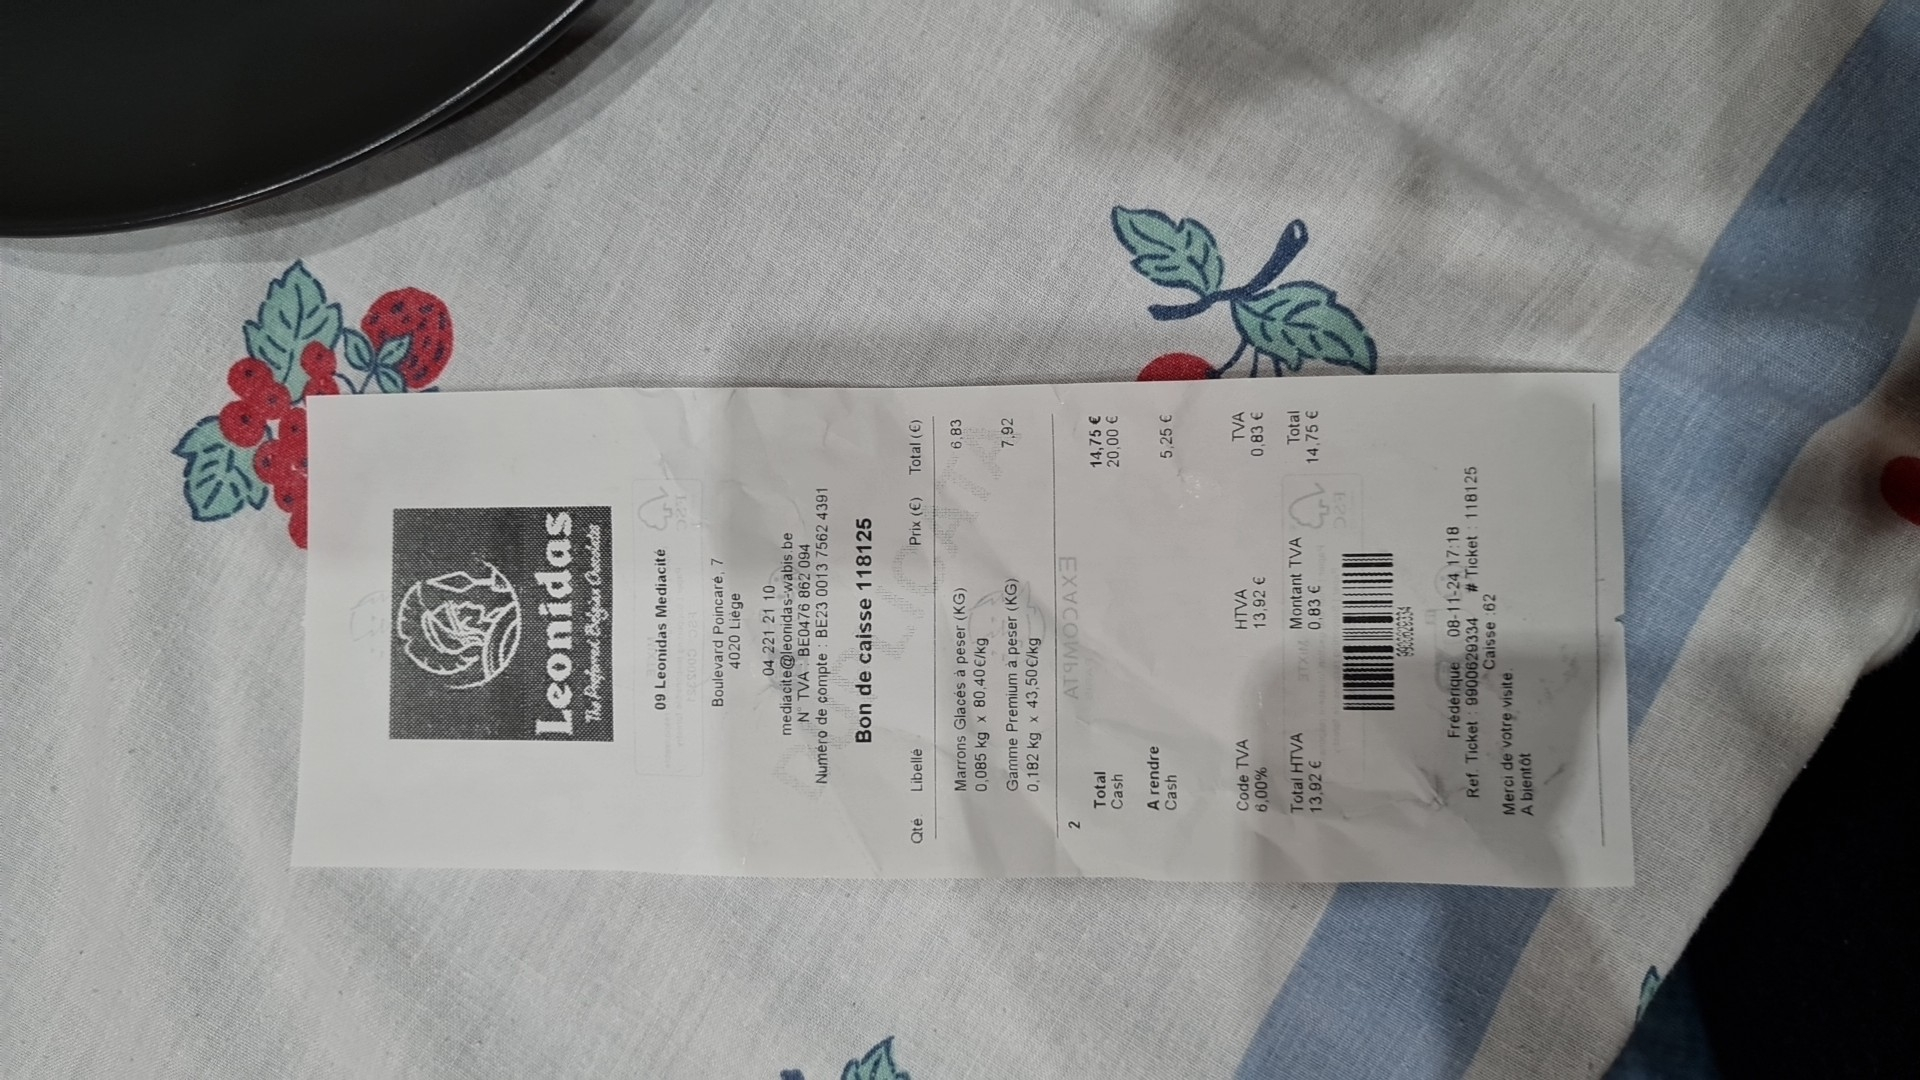 Leonidas
The Preferred Belgian Chocolates
09 Leonidas Mediacité
Boulevard Poincaré, 7
4020 Liège
04 221 21 10
mediacite@leonidas-wabis.be
N° TVA : BE0476 862 094
Numéro de compte : BE23 0013 7562 4391
Bon de caisse 118125
Qté Libellé Prix (€) Total (€)
Marrons Glacés à peser (KG) 6,83
0,085 kg x 80,40€/kg
Gamme Premium à peser (KG) 7,92
0,182 kg x 43,50€/kg
2
EXACOMPTA
Total 14,75 €
Cash 20,00 €
A rendre
Cash 5,25 €
Code TVA HTVA TVA
6,00% 13,92 € 0,83 €
Total HTVA Montant TVA Total
13,92 € 0,83 € 14,75 €
9900629334
Frédérique 08-11-24 17:18
Ref. Ticket : 9900629334 # Ticket : 118125
Caisse :62
Merci de votre visite.
A bientôt